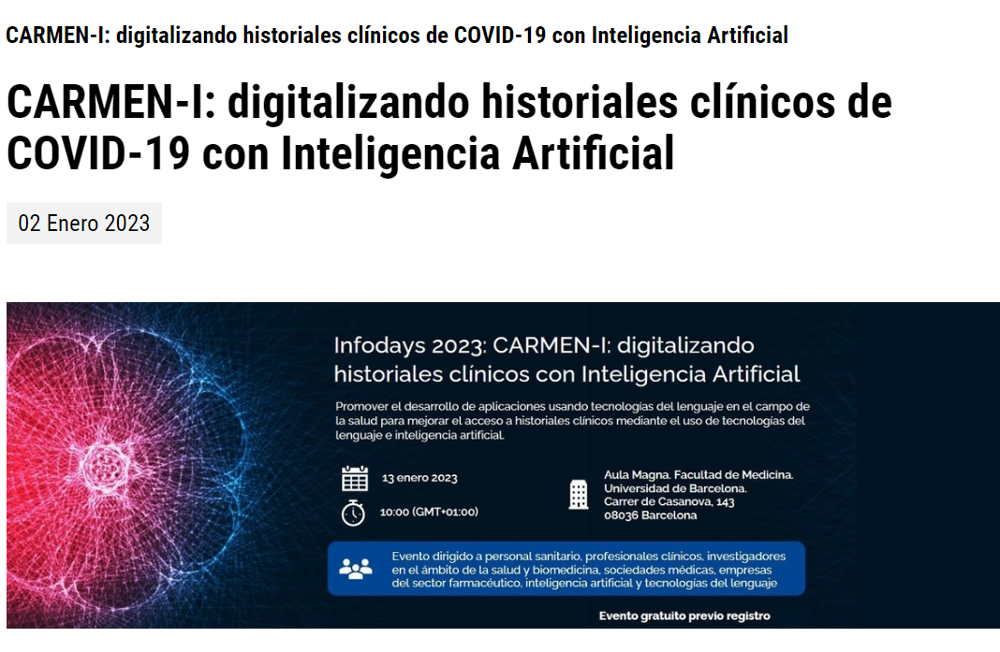 CARMEN-I: digitalizando historiales clínicos de COVID-19 con Inteligencia Artificial
CARMEN-I: digitalizando historiales clínicos de
COVID-19 con Inteligencia Artificial
02 Enero 2023
Infodays 2023: CARMEN-I: digitalizando
historiales clínicos con Inteligencia Artificial
Promover el desarrollo de aplicaciones usando tecnologías del lenguaje en el campo de
la salud para mejorar el acceso a historiales clínicos mediante el uso de tecnologías del
lenguaje e inteligencia artificial.
13 enero 2023
10:00 (GMT+01:00)
Aula Magna. Facultad de Medicina.
Universidad de Barcelona.
Carrer de Casanova, 143
08036 Barcelona
Evento dirigido a personal sanitario, profesionales clínicos, investigadores
en el ámbito de la salud y biomedicina, sociedades médicas, empresas
del sector farmacéutico, inteligencia artificial y tecnologías del lenguaje
Evento gratuito previo registro